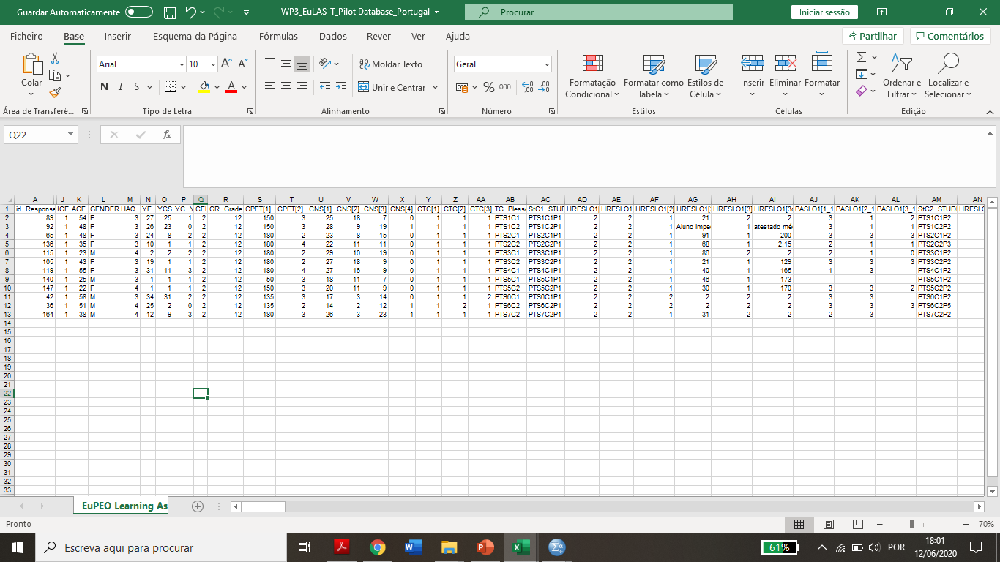 Guardar Automaticamente WP3_EuLAS-T_Pilot Database_Portugal Procurar Iniciar sessão
Ficheiro Base Inserir Esquema da Página Fórmulas Dados Rever Ver Ajuda Partilhar Comentários
Colar Arial 10 Moldar Texto Geral Formatação Condicional Formatar como Tabela Estilos de Célula Inserir Eliminar Formatar Ordenar e Filtrar Localizar e Selecionar
N I S Unir e Centrar % 000
Área de Transferê... Tipo de Letra Alinhamento Número Estilos Células Edição
Q22 fx
A J K L M N O P Q R S T U V W X Y Z AA AB AC AD AE AF AG AH AI AJ AK AL AM AN
1 id. Response ICF. AGE. GENDER HAQ. YE. YCS YC. Y CEL GR. Grade CPET[1]. CPET[2]. CNS[1]. CNS[2]. CNS[3]. CNS[4]. CTC[1]. CTC[2]. CTC[3] TC. Please StC1. STUD HRFSLO1 HRFSLO1 HRFSLO1[2] HRFSLO1[ HRFSLO1[3 HRFSLO1[3 PASLO1[1_1 PASLO1[2_1 PASLO1[3_1 StC2. STUD HRFSLO
2 89 1 54 F 3 27 25 1 2 12 150 3 25 18 7 0 1 1 1 PTS1C1 PTS1C1P1 2 2 1 21 2 2 3 1 2 PTS1C1P2
3 92 1 48 F 3 26 23 0 2 12 150 3 28 9 19 1 1 1 1 PTS1C2 PTS1C2P1 2 2 1 Aluno impe 1 atestado mé 3 1 1 PTS1C2P2
4 65 1 48 F 3 24 8 2 2 12 180 2 23 8 15 0 1 1 1 PTS2C1 PTS2C1P1 2 2 1 91 1 200 3 3 3 PTS2C1P2
5 136 1 35 F 3 10 1 1 2 12 180 4 22 11 11 0 1 1 1 PTS2C2 PTS2C2P1 2 2 1 68 1 2,15 2 1 1 PTS2C2P3
6 115 1 23 M 4 2 2 2 2 12 180 2 29 10 19 0 1 1 1 PTS3C1 PTS3C1P1 2 2 1 86 2 2 2 1 0 PTS3C1P2
7 105 1 43 F 3 19 1 1 2 12 180 2 27 18 9 0 1 1 1 PTS3C2 PTS3C2P1 2 2 1 21 1 129 3 3 3 PTS3C2P2
8 119 1 55 F 3 31 11 3 2 12 180 4 27 16 9 0 1 1 1 PTS4C1 PTS4C1P1 2 2 1 40 1 165 1 3 PTS4C1P2
9 140 1 25 M 3 1 1 1 2 12 50 3 18 11 7 0 1 1 1 PTS5C1 PTS5C1P1 2 2 1 46 1 173 PTS5C1P2
10 147 1 22 F 4 1 1 1 2 12 150 3 20 11 9 0 1 1 1 PTS5C2 PTS5C2P1 2 2 1 30 1 170 3 3 2 PTS5C2P2
11 42 1 58 M 3 34 31 2 2 12 135 3 17 3 14 0 1 1 2 PTS6C1 PTS6C1P1 2 2 2 2 2 2 3 3 PTS6C1P2
12 36 1 51 M 4 25 2 0 2 12 135 2 14 2 12 1 1 2 1 PTS6C2 PTS6C2P1 2 2 2 2 2 2 3 3 3 PTS6C2P5
13 164 1 38 M 4 12 9 3 2 12 180 3 26 3 23 1 1 1 1 PTS7C2 PTS7C2P1 2 2 1 31 2 2 2 3 PTS7C2P2
14
15
16
17
18
19
20
21
22
23
24
25
26
27
28
29
30
31
32
33
EuPEO Learning As
Pronto 70%
Escreva aqui para procurar 61% POR 18:01
12/06/2020